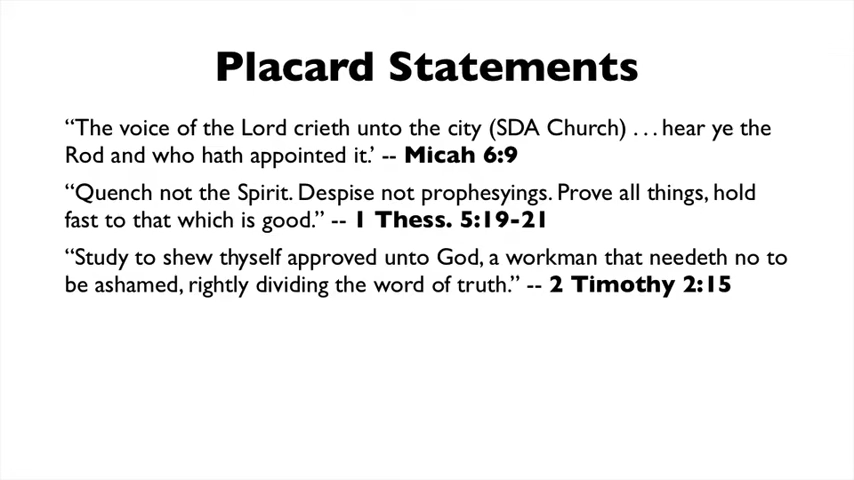 Placard Statements
“The voice of the Lord crieth unto the city (SDA Church) . . . hear ye the
Rod and who hath appointed it.’ -- Micah 6:9
“Quench not the Spirit. Despise not prophesyings. Prove all things, hold
fast to that which is good.” -- 1 Thess. 5:19-21
“Study to shew thyself approved unto God, a workman that needeth no to
be ashamed, rightly dividing the word of truth.” -- 2 Timothy 2:15